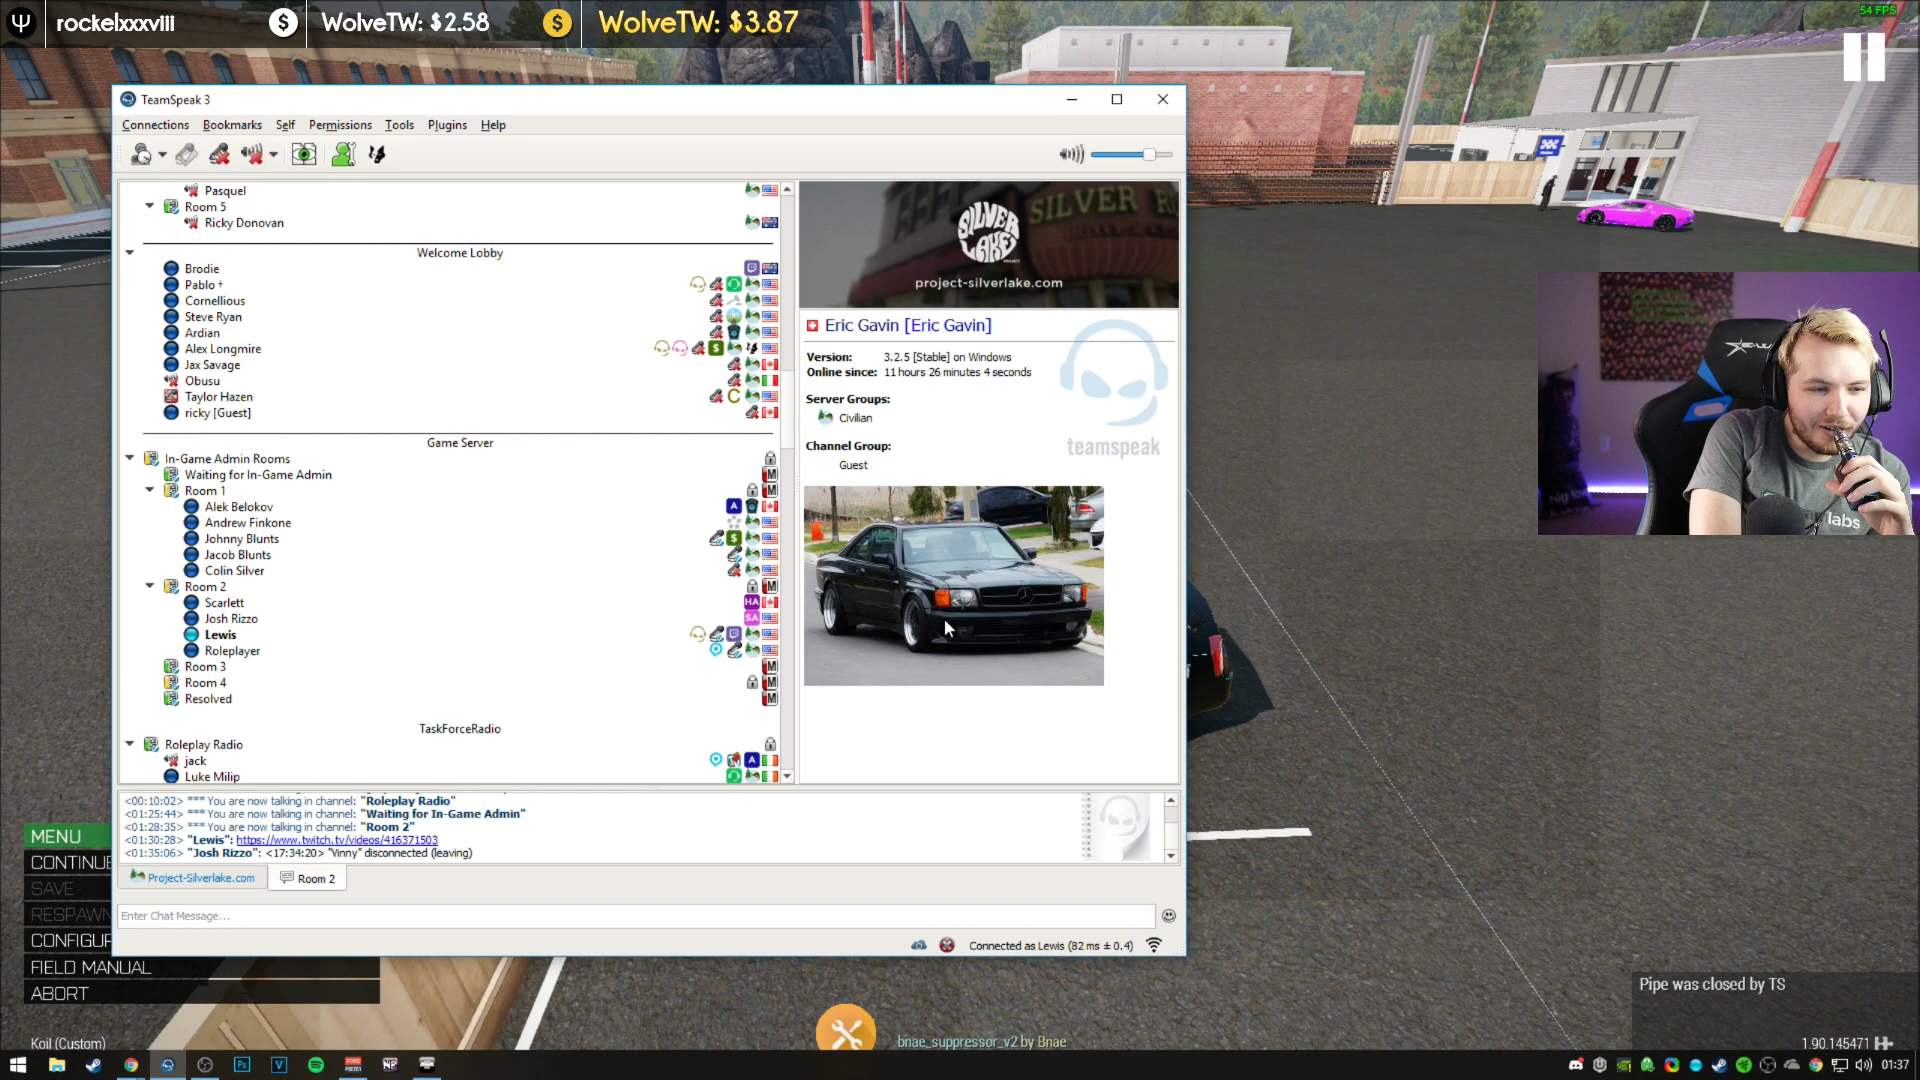 rockelxxxviii
WolveTW: $2.58
WolveTW: $3.87
54 FPS
TeamSpeak 3
Connections Bookmarks Self Permissions Tools Plugins Help
Pasquel
Room 5
Ricky Donovan
Welcome Lobby
Brodie
Pablo †
Cornellious
Steve Ryan
Ardian
Alex Longmire
Jax Savage
Obusu
Taylor Hazen
ricky [Guest]
Game Server
In-Game Admin Rooms
Waiting for In-Game Admin
Room 1
Alek Belokov
Andrew Finkone
Johnny Blunts
Jacob Blunts
Colin Silver
Room 2
Scarlett
Josh Rizzo
Lewis
Roleplayer
Room 3
Room 4
Resolved
TaskForceRadio
Roleplay Radio
jack
Luke Milip
SILVER LAKE
project-silverlake.com
Eric Gavin [Eric Gavin]
Version: 3.2.5 [Stable] on Windows
Online since: 11 hours 26 minutes 4 seconds
Server Groups:
Civilian
Channel Group:
Guest
teamspeak
<00:10:02> *** You are now talking in channel: "Roleplay Radio"
<01:25:44> *** You are now talking in channel: "Waiting for In-Game Admin"
<01:28:35> *** You are now talking in channel: "Room 2"
<01:30:28> "Lewis": https://www.twitch.tv/videos/416371503
<01:35:06> "Josh Rizzo": <17:34:20> "Vinny" disconnected (leaving)
Project-Silverlake.com
Room 2
Enter Chat Message...
Connected as Lewis (82 ms ± 0.4)
MENU
CONTINUE
SAVE
RESPAWN
CONFIGUR
FIELD MANUAL
ABORT
Koil (Custom)
bnae_suppressor_v2 by Bnae
Pipe was closed by TS
1.90.145471
labs
01:37